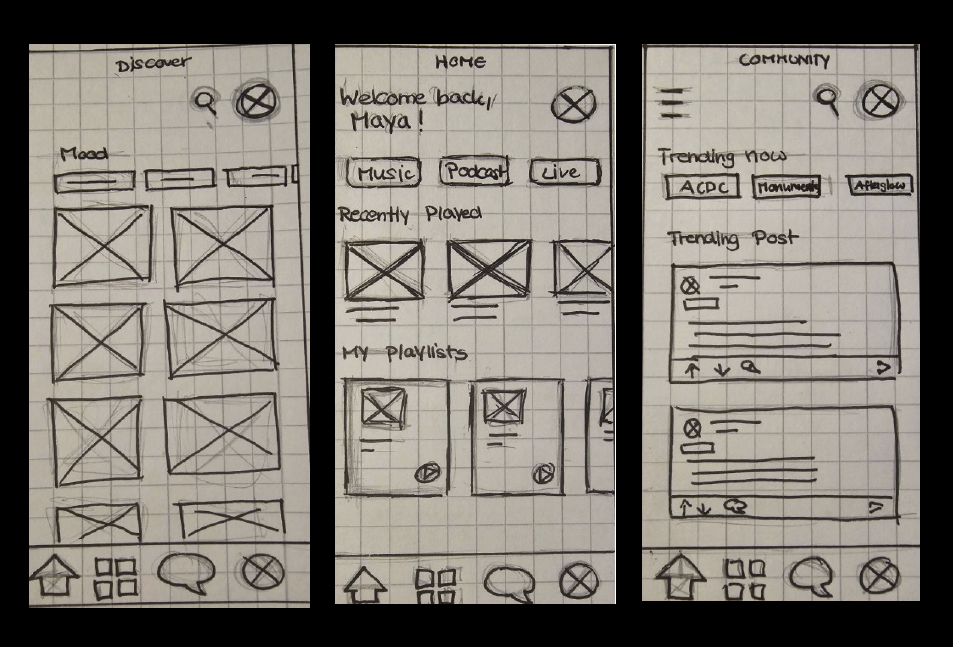 Discover
Mood
HOME
Welcome back,
Maya!
Music
Podcast
Live
Recently Played
My Playlists
COMMUNITY
Trending now
ACDC
Monuments
Afterglow
Trending Post